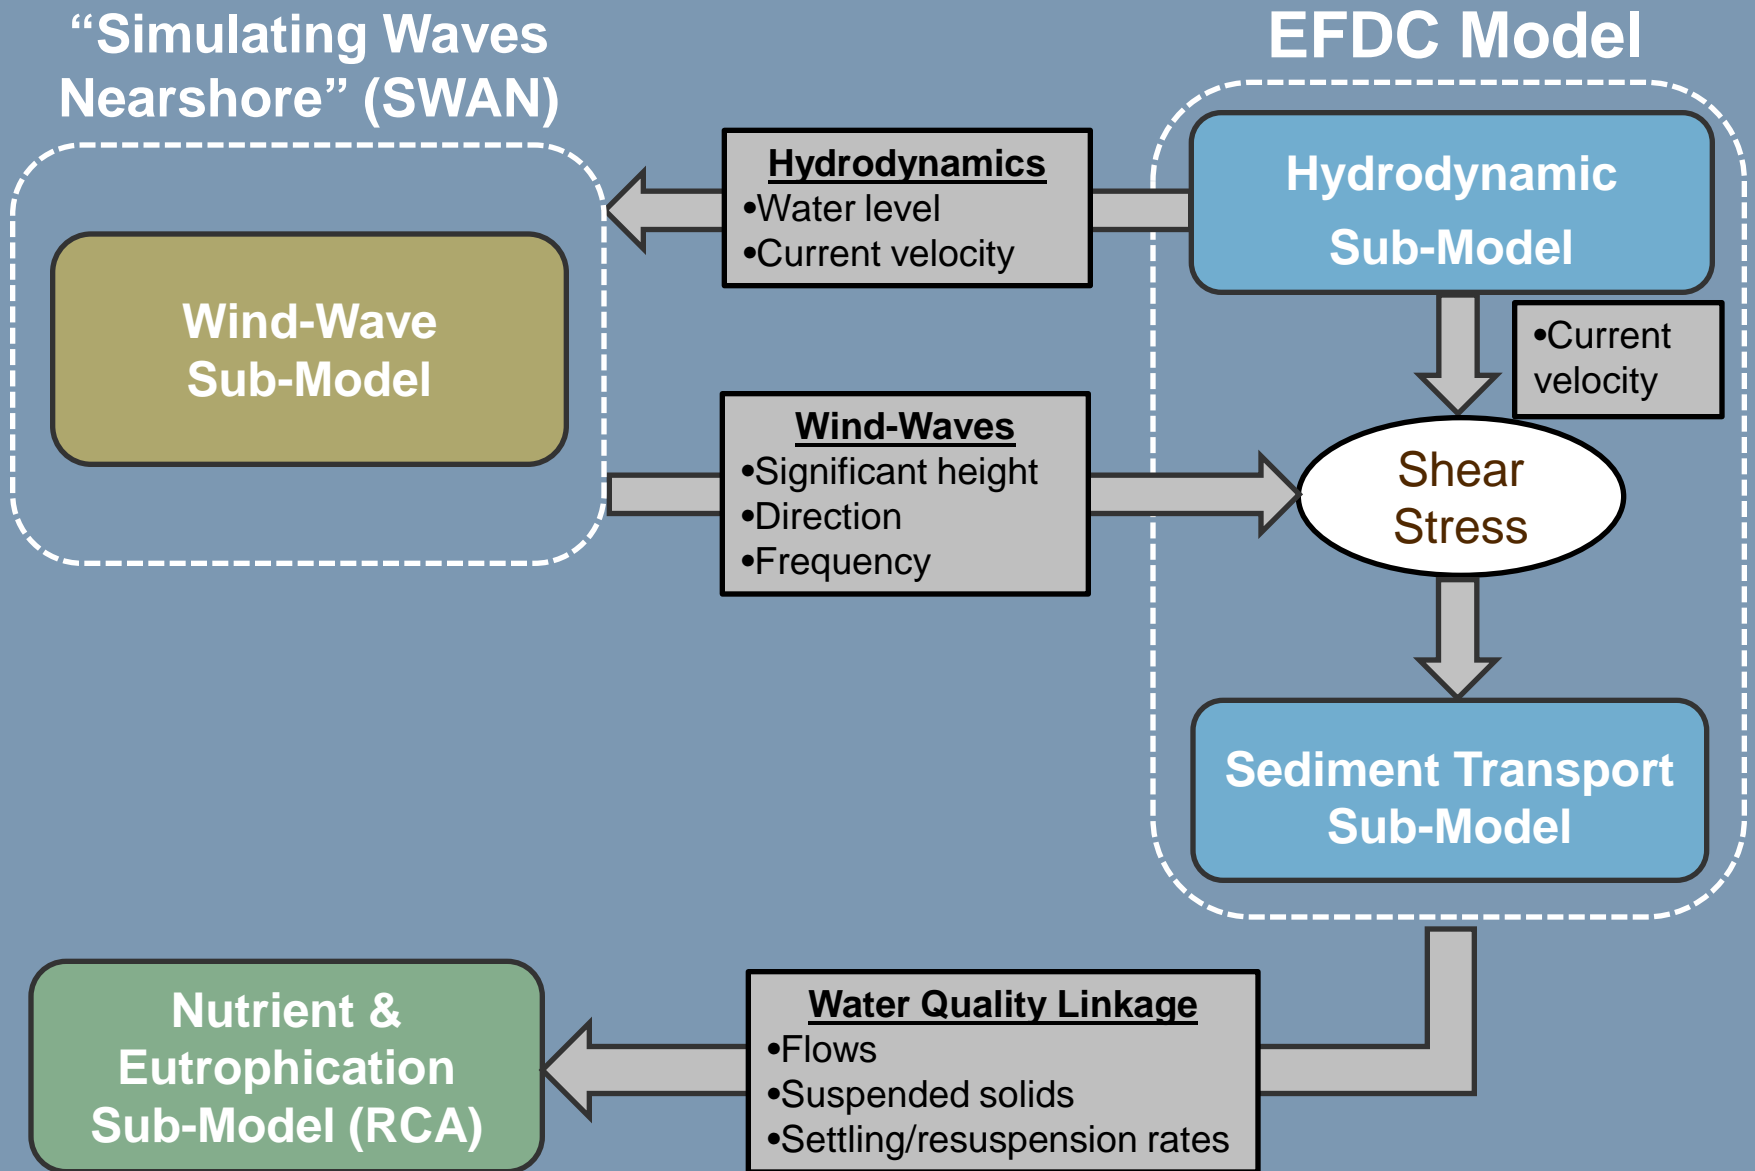 “Simulating Waves
Nearshore” (SWAN)
EFDC Model
Hydrodynamics
•Water level
•Current velocity
Hydrodynamic
Sub-Model
Wind-Wave
Sub-Model
•Current
velocity
Wind-Waves
•Significant height
•Direction
•Frequency
Shear
Stress
Sediment Transport
Sub-Model
Nutrient &
Eutrophication
Sub-Model (RCA)
Water Quality Linkage
•Flows
•Suspended solids
•Settling/resuspension rates